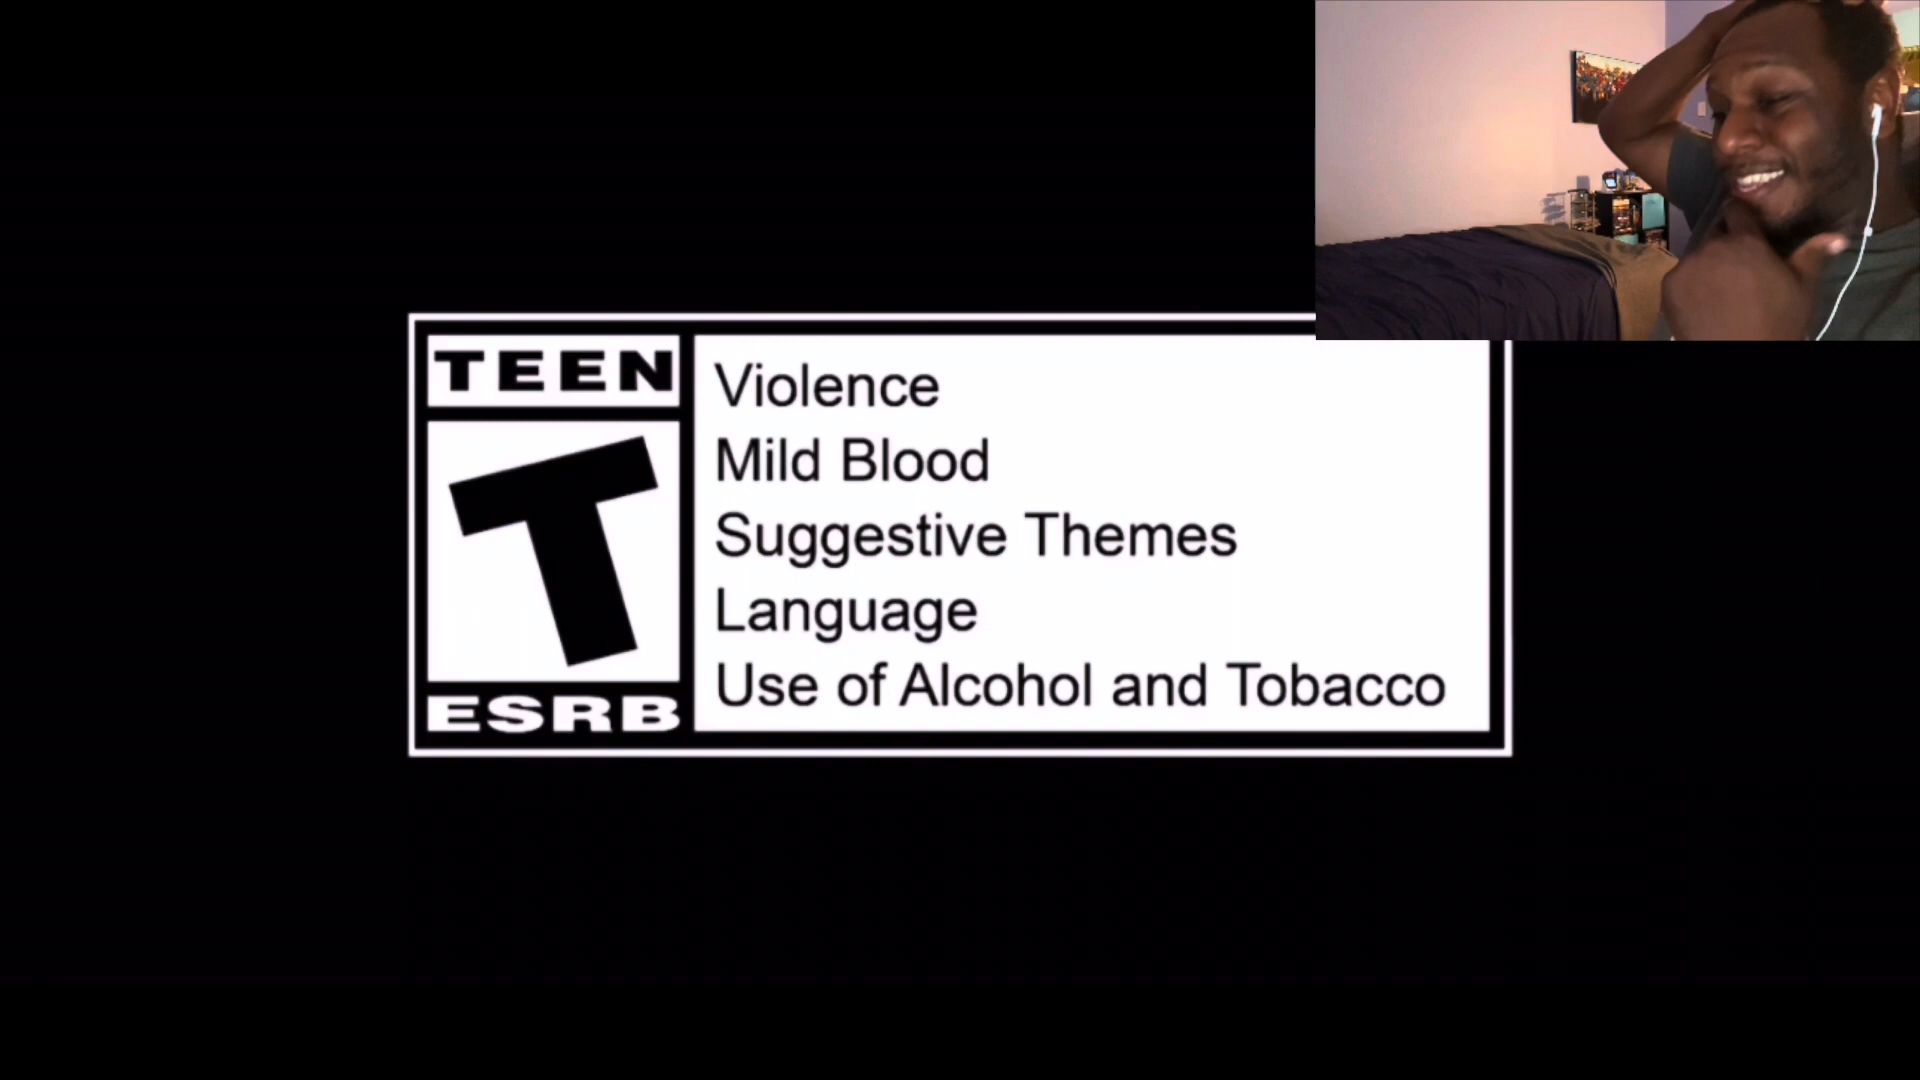 TEEN
T
ESRB
Violence
Mild Blood
Suggestive Themes
Language
Use of Alcohol and Tobacco